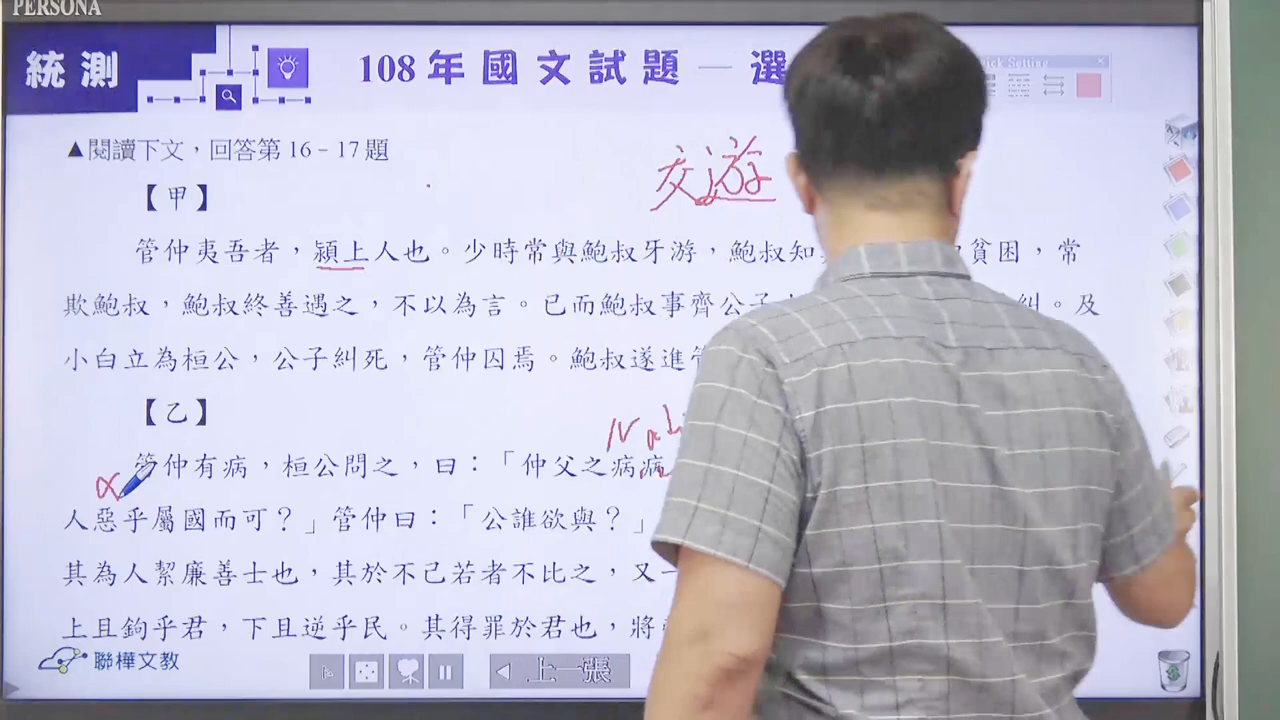 PERSONA
統測
108年國文試題—選
Quick Setting
▲閱讀下文，回答第16－17題
交遊
【甲】
管仲夷吾者，潁上人也。少時常與鮑叔牙游，鮑叔知 貧困，常
欺鮑叔，鮑叔終善遇之，不以為言。已而鮑叔事齊公子 糾。及
小白立為桓公，公子糾死，管仲囚焉。鮑叔遂進管
【乙】
管仲有病，桓公問之，曰：「仲父之病病
人惡乎屬國而可？」管仲曰：「公誰欲與？」
其為人絜廉善士也，其於不己若者不比之，又一
上且鉤乎君，下且逆乎民。其得罪於君也，將
聯樺文教
上一張